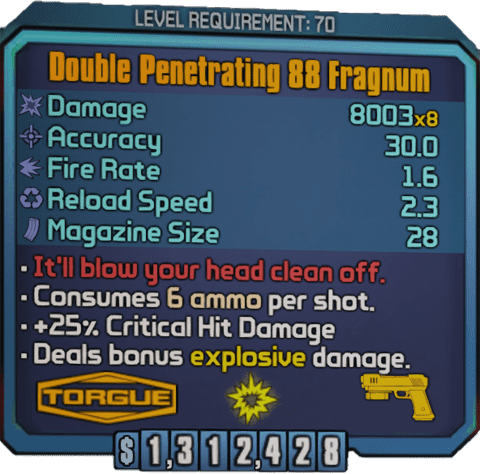 LEVEL REQUIREMENT: 70
Double Penetrating 88 Fragnum
Damage 8003x8
Accuracy 30.0
Fire Rate 1.6
Reload Speed 2.3
Magazine Size 28
• It'll blow your head clean off.
• Consumes 6 ammo per shot.
• +25% Critical Hit Damage
• Deals bonus explosive damage.
TORGUE
$ 1,312,428